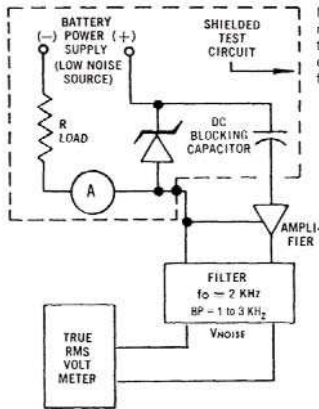 BATTERY
POWER
(-) SUPPLY (+)
(LOW NOISE
SOURCE)
SHIELDED
TEST
CIRCUIT
R
LOAD
DC
BLOCKING
CAPACITOR
A
AMPLI-
FIER
FILTER
fo = 2 KHz
BP = 1 to 3 KHz
VNOISE
TRUE
RMS
VOLT
METER